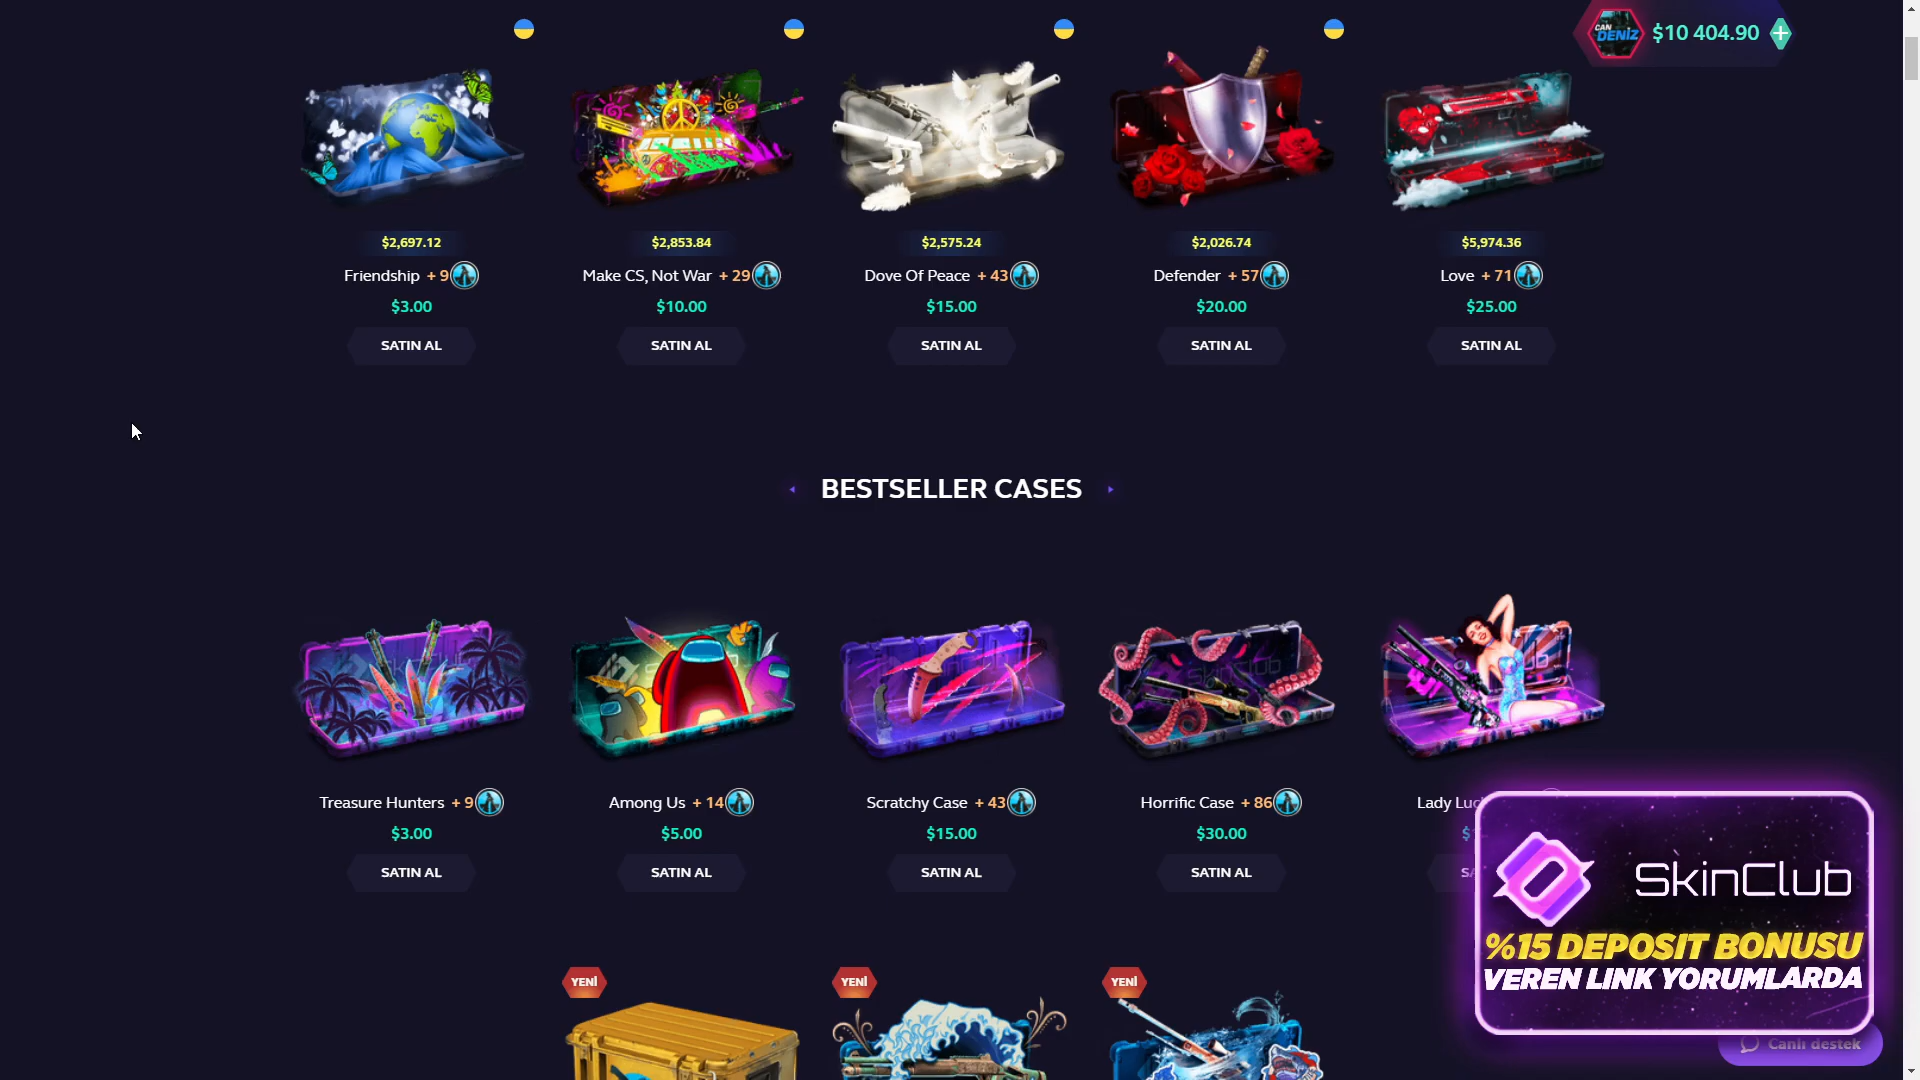 CAN DENİZ
$10 404.90
$2,697.12
$2,853.84
$2,575.24
$2,026.74
$5,974.36
Friendship + 9
Make CS, Not War + 29
Dove Of Peace + 43
Defender + 57
Love + 71
$3.00
$10.00
$15.00
$20.00
$25.00
SATIN AL
SATIN AL
SATIN AL
SATIN AL
SATIN AL
BESTSELLER CASES
Treasure Hunters + 9
Among Us + 14
Scratchy Case + 43
Horrific Case + 86
Lady
$3.00
$5.00
$15.00
$30.00
SATIN AL
SATIN AL
SATIN AL
SATIN AL
SkinClub
%15 DEPOSIT BONUSU
VEREN LINK YORUMLARDA
YENİ
YENİ
YENİ
Canlı destek